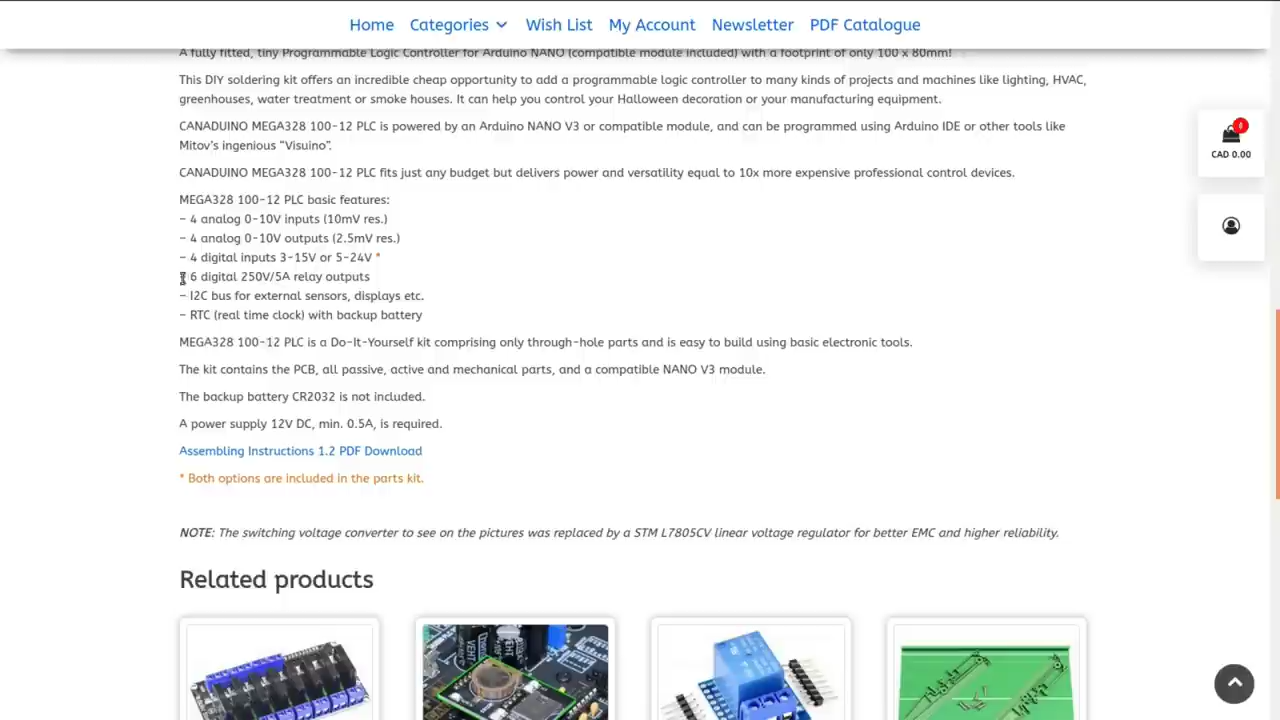 Home Categories Wish List My Account Newsletter PDF Catalogue
A fully fitted, tiny Programmable Logic Controller for Arduino NANO (compatible module included) with a footprint of only 100 x 80mm!
This DIY soldering kit offers an incredible cheap opportunity to add a programmable logic controller to many kinds of projects and machines like lighting, HVAC,
greenhouses, water treatment or smoke houses. It can help you control your Halloween decoration or your manufacturing equipment.
CANADUINO MEGA328 100-12 PLC is powered by an Arduino NANO V3 or compatible module, and can be programmed using Arduino IDE or other tools like
Mitov's ingenious “Visuino”.
CANADUINO MEGA328 100-12 PLC fits just any budget but delivers power and versatility equal to 10x more expensive professional control devices.
MEGA328 100-12 PLC basic features:
– 4 analog 0-10V inputs (10mV res.)
– 4 analog 0-10V outputs (2.5mV res.)
– 4 digital inputs 3-15V or 5-24V *
– 6 digital 250V/5A relay outputs
– I2C bus for external sensors, displays etc.
– RTC (real time clock) with backup battery
MEGA328 100-12 PLC is a Do-It-Yourself kit comprising only through-hole parts and is easy to build using basic electronic tools.
The kit contains the PCB, all passive, active and mechanical parts, and a compatible NANO V3 module.
The backup battery CR2032 is not included.
A power supply 12V DC, min. 0.5A, is required.
Assembling Instructions 1.2 PDF Download
* Both options are included in the parts kit.
NOTE: The switching voltage converter to see on the pictures was replaced by a STM L7805CV linear voltage regulator for better EMC and higher reliability.
Related products
CAD 0.00